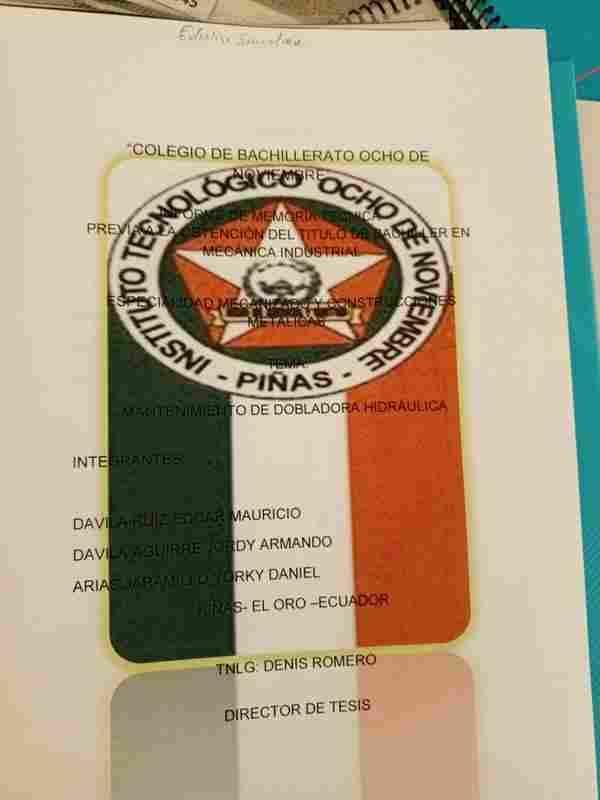 43
"COLEGIO DE BACHILLERATO OCHO DE
NOVIEMBRE"
INSTITUTO TECNOLÓGICO OCHO DE NOVIEMBRE
- PIÑAS -
INFORME DE MEMORIA TECNICA
PREVIA A LA OBTENCIÓN DEL TITULO DE BACHILLER EN
MECÁNICA INDUSTRIAL
ESPECIALIDAD MECANIZADO Y CONSTRUCCIONES
METÁLICAS
TEMA:
MANTENIMIENTO DE DOBLADORA HIDRÁULICA
INTEGRANTES:
DAVILA RUIZ EDGAR MAURICIO
DAVILA AGUIRRE JORDY ARMANDO
ARIAS JARAMILLO YORKY DANIEL
PIÑAS- EL ORO –ECUADOR
TNLG: DENIS ROMERO
DIRECTOR DE TESIS